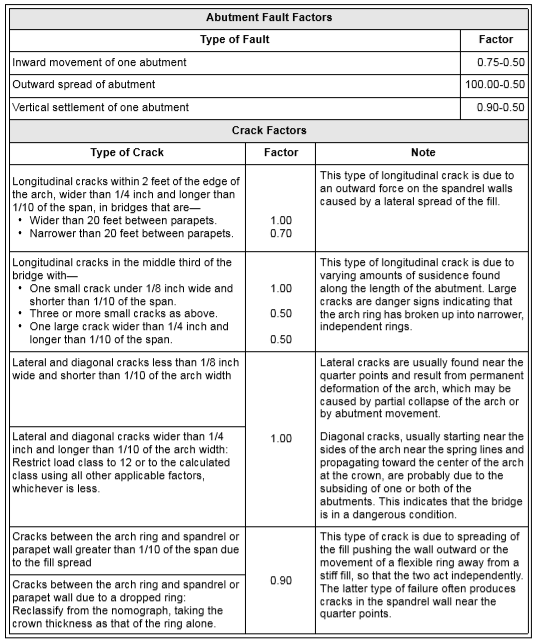 Abutment Fault Factors
Type of Fault
Factor
Inward movement of one abutment
0.75-0.50
Outward spread of abutment
100.00-0.50
Vertical settlement of one abutment
0.90-0.50
Crack Factors
Type of Crack
Factor
Note
Longitudinal cracks within 2 feet of the edge of
the arch, wider than 1/4 inch and longer than
1/10 of the span, in bridges that are—
• Wider than 20 feet between parapets.
• Narrower than 20 feet between parapets.
1.00
0.70
This type of longitudinal crack is due to
an outward force on the spandrel walls
caused by a lateral spread of the fill.
Longitudinal cracks in the middle third of the
bridge with—
• One small crack under 1/8 inch wide and
shorter than 1/10 of the span.
• Three or more small cracks as above.
• One large crack wider than 1/4 inch and
longer than 1/10 of the span.
1.00
0.50
0.50
This type of longitudinal crack is due to
varying amounts of susidence found
along the length of the abutment. Large
cracks are danger signs indicating that
the arch ring has broken up into narrower,
independent rings.
Lateral and diagonal cracks less than 1/8 inch
wide and shorter than 1/10 of the arch width
Lateral and diagonal cracks wider than 1/4
inch and longer than 1/10 of the arch width:
Restrict load class to 12 or to the calculated
class using all other applicable factors,
whichever is less.
1.00
Lateral cracks are usually found near the
quarter points and result from permanent
deformation of the arch, which may be
caused by partial collapse of the arch or
by abutment movement.
Diagonal cracks, usually starting near the
sides of the arch near the spring lines and
propagating toward the center of the arch
at the crown, are probably due to the
subsiding of one or both of the
abutments. This indicates that the bridge
is in a dangerous condition.
Cracks between the arch ring and spandrel or
parapet wall greater than 1/10 of the span due
to the fill spread
Cracks between the arch ring and spandrel or
parapet wall due to a dropped ring:
Reclassify from the nomograph, taking the
crown thickness as that of the ring alone.
0.90
This type of crack is due to spreading of
the fill pushing the wall outward or the
movement of a flexible ring away from a
stiff fill, so that the two act independently.
The latter type of failure often produces
cracks in the spandrel wall near the
quarter points.